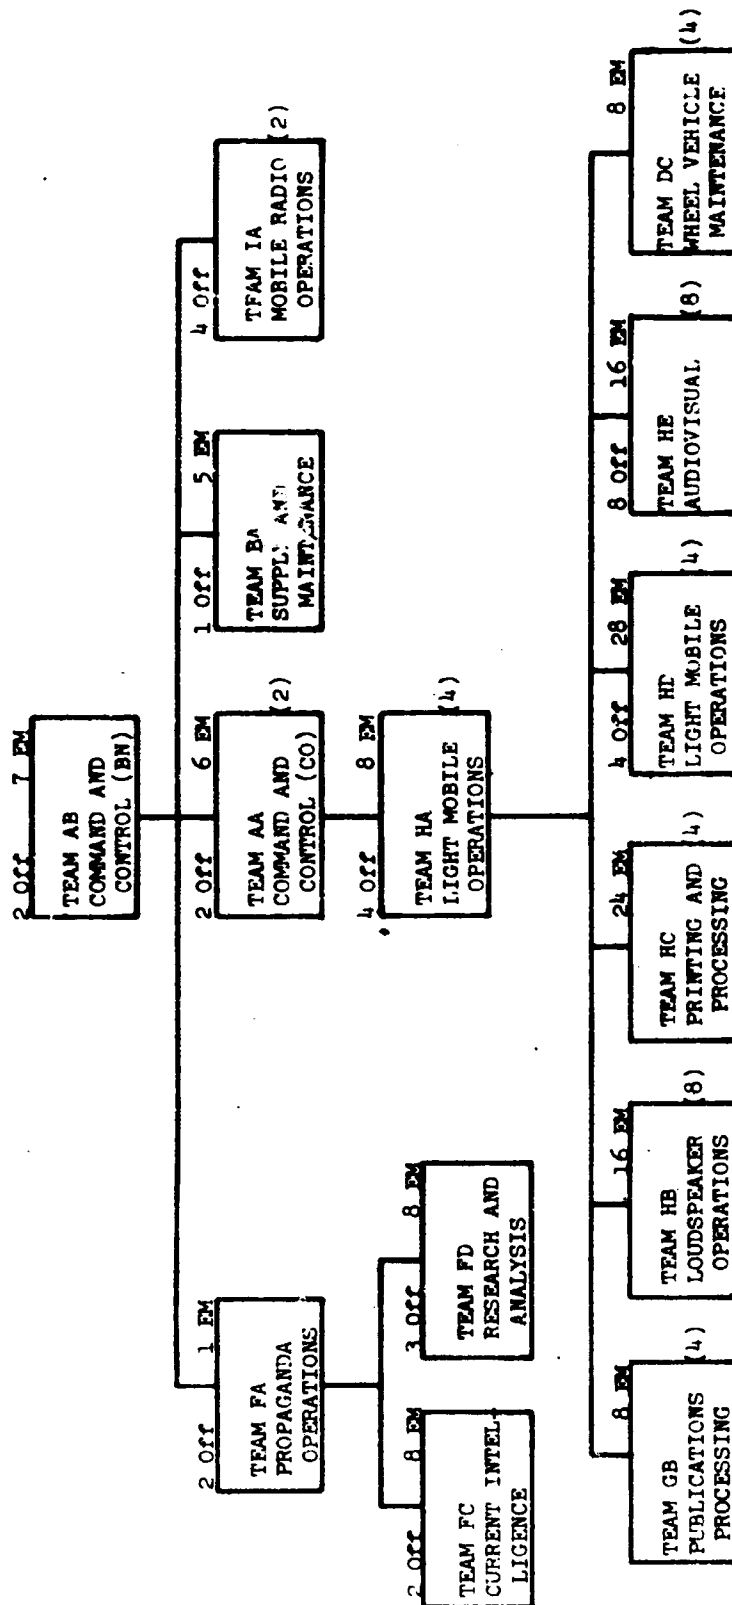 2 Off 7 EM
TEAM AB
COMMAND AND
CONTROL (BN)
2 Off 1 EM
TEAM FA
PROPAGANDA
OPERATIONS
2 Off 6 EM
TEAM AA
COMMAND AND
CONTROL (CO)
(2)
1 Off 5 EM
TEAM BA
SUPPLY AND
MAINTENANCE
4 Off
TEAM IA
MOBILE RADIO
OPERATIONS
(2)
2 Off 8 EM
TEAM FC
CURRENT INTEL-
LIGENCE
3 Off 8 EM
TEAM FD
RESEARCH AND
ANALYSIS
4 Off 8 EM
TEAM HA
LIGHT MOBILE
OPERATIONS
(4)
8 EM
TEAM GB
PUBLICATIONS
PROCESSING
(4)
16 EM
TEAM HB
LOUDSPEAKER
OPERATIONS
(8)
24 EM
TEAM HC
PRINTING AND
PROCESSING
(4)
4 Off 28 EM
TEAM HD
LIGHT MOBILE
OPERATIONS
(4)
8 Off 16 EM
TEAM HE
AUDIOVISUAL
(8)
8 EM
TEAM DC
WHEEL VEHICLE
MAINTENANCE
(4)